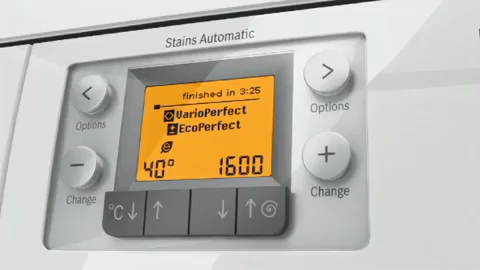 Stains Automatic
<
Options
>
Options
finished in 3:25
VarioPerfect
EcoPerfect
40° 1600
−
Change
+
Change
°C ↓ ↑ ↓ ↑